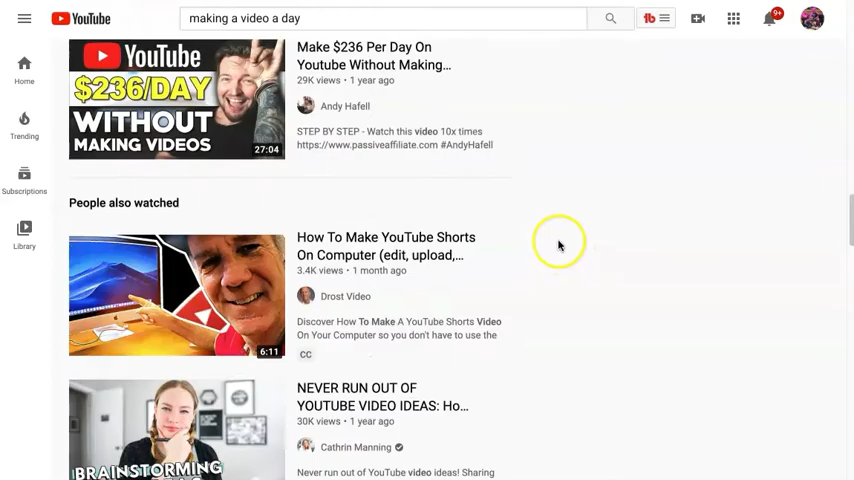 YouTube
making a video a day
tb
9+
Home
Trending
Subscriptions
Library
YouTube
$236/DAY
WITHOUT
MAKING VIDEOS
27:04
Make $236 Per Day On
YouTube Without Making...
29K views • 1 year ago
Andy Hafell
STEP BY STEP - Watch this video 10x times
https://www.passiveaffiliate.com #AndyHafell
People also watched
6:11
How To Make YouTube Shorts
On Computer (edit, upload,...
3.4K views • 1 month ago
Drost Video
Discover How To Make A YouTube Shorts Video
On Your Computer so you don't have to use the
CC
BRAINSTORMING
NEVER RUN OUT OF
YOUTUBE VIDEO IDEAS: Ho...
30K views • 1 year ago
Cathrin Manning
Never run out of YouTube video ideas! Sharing